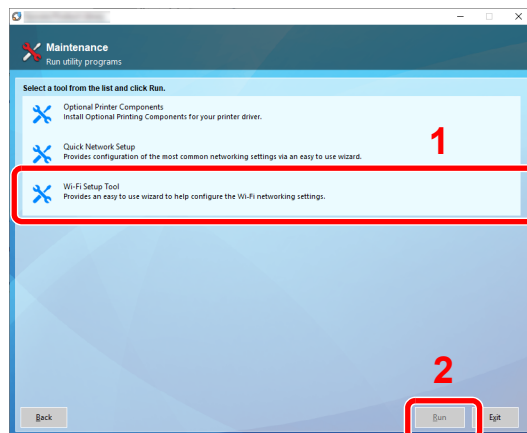 Maintenance
Run utility programs
Select a tool from the list and click Run.
Optional Printer Components
Install Optional Printing Components for your printer driver.
1
Quick Network Setup
Provides configuration of the most common networking settings via an easy to use wizard.
Wi-Fi Setup Tool
Provides an easy to use wizard to help configure the Wi-Fi networking settings.
2
Back
Run
Exit